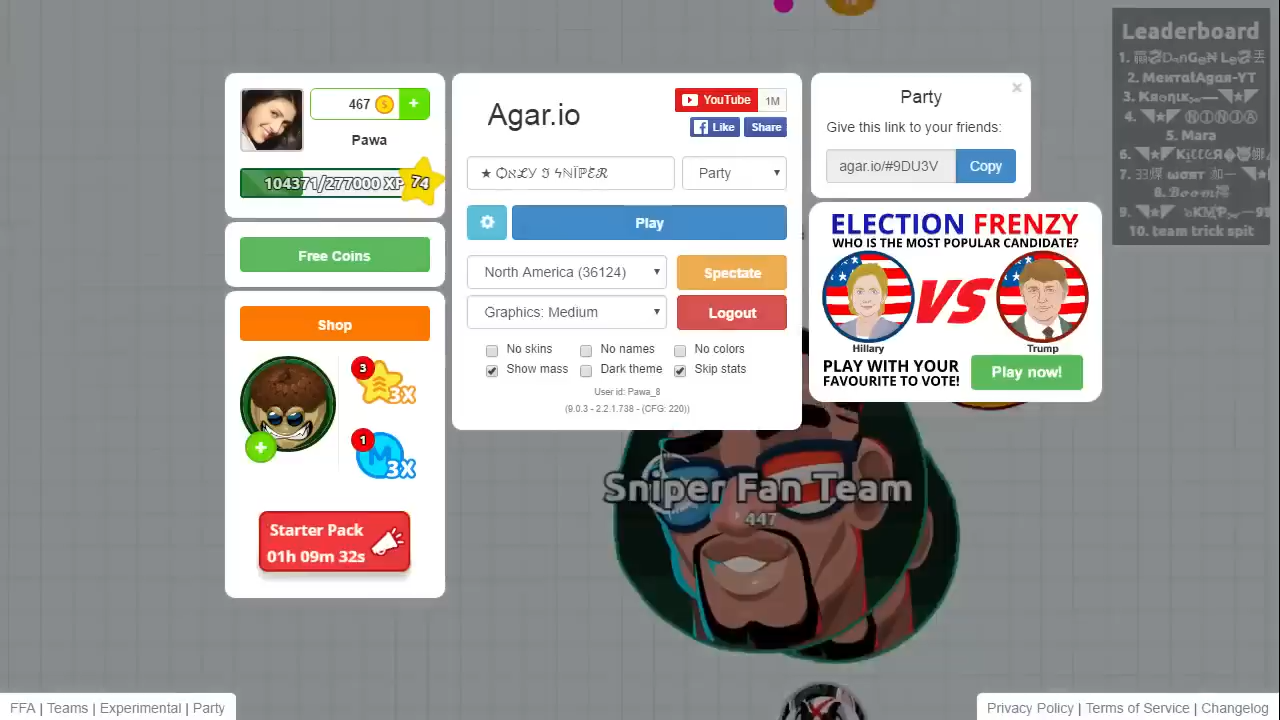 467
$
+
Pawa
104371/277000 XP
74
Free Coins
Shop
3
3X
+
1
M
3X
Starter Pack
01h 09m 32s
Agar.io
YouTube
1M
Like
Share
Party
Play
North America (36124)
Spectate
Graphics: Medium
Logout
No skins
No names
No colors
Show mass
Dark theme
Skip stats
User id: Pawa_8
(9.0.3 - 2.2.1.738 - (CFG: 220))
Party
×
Give this link to your friends:
agar.io/#9DU3V
Copy
ELECTION FRENZY
WHO IS THE MOST POPULAR CANDIDATE?
VS
Hillary
Trump
PLAY WITH YOUR
FAVOURITE TO VOTE!
Play now!
Leaderboard
1.
2. MентαlAgαя-YT
3.
4. ◥★◤ ⓃⒾⓃⒿⒶ
5. Mara
6.
7.
8.
9.
10. team trick spit
Sniper Fan Team
447
FFA | Teams | Experimental | Party
Privacy Policy | Terms of Service | Changelog